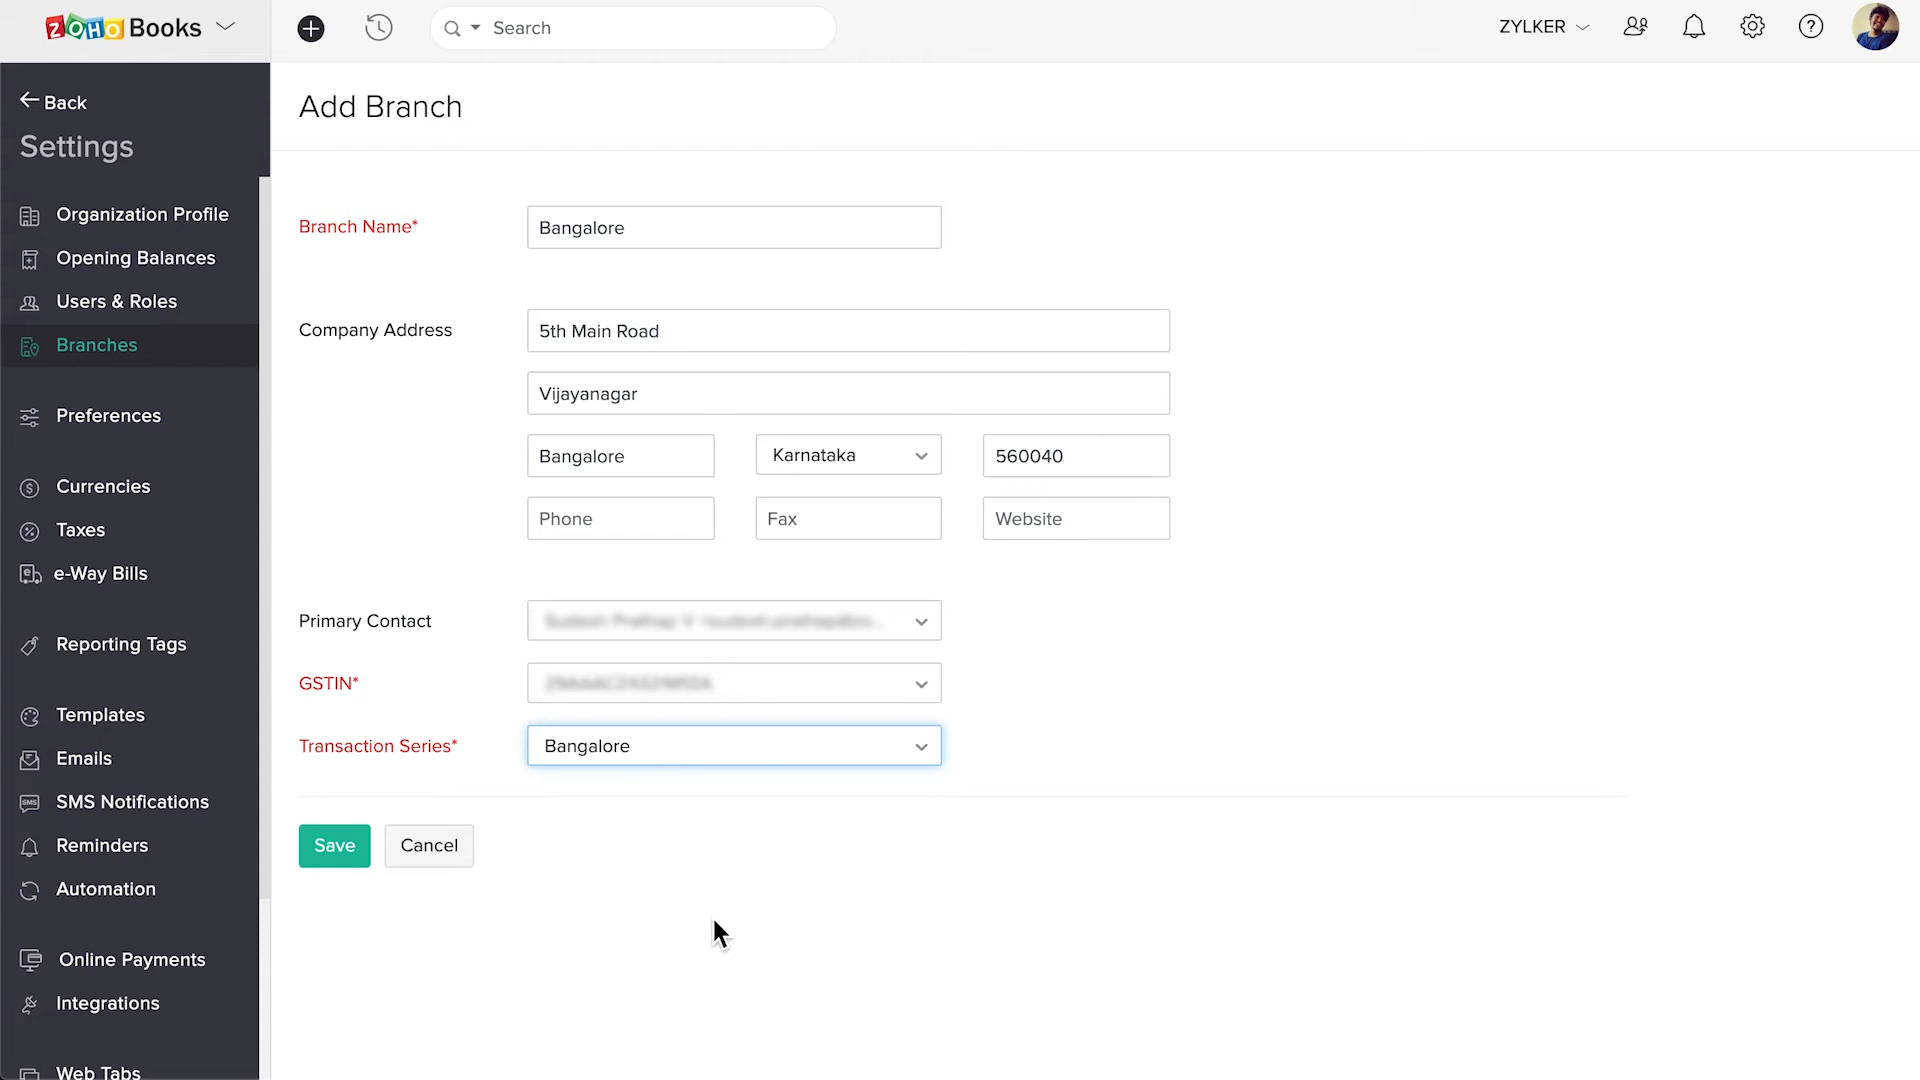 ZOHO Books
Search
ZYLKER
Back
Settings
Organization Profile
Opening Balances
Users & Roles
Branches
Preferences
Currencies
Taxes
e-Way Bills
Reporting Tags
Templates
Emails
SMS Notifications
Reminders
Automation
Online Payments
Integrations
Web Tabs
Add Branch
Branch Name*
Bangalore
Company Address
5th Main Road
Vijayanagar
Bangalore
Karnataka
560040
Phone
Fax
Website
Primary Contact
GSTIN*
Transaction Series*
Bangalore
Save
Cancel